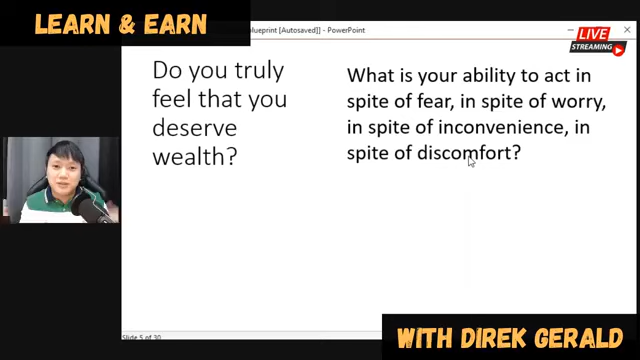 LEARN & EARN
blueprint [Autosaved]] - PowerPoint
LIVE
STREAMING
Do you truly
feel that you
deserve
wealth?
What is your ability to act in
spite of fear, in spite of worry,
in spite of inconvenience, in
spite of discomfort?
Slide 5 of 30
WITH DIREK GERALD